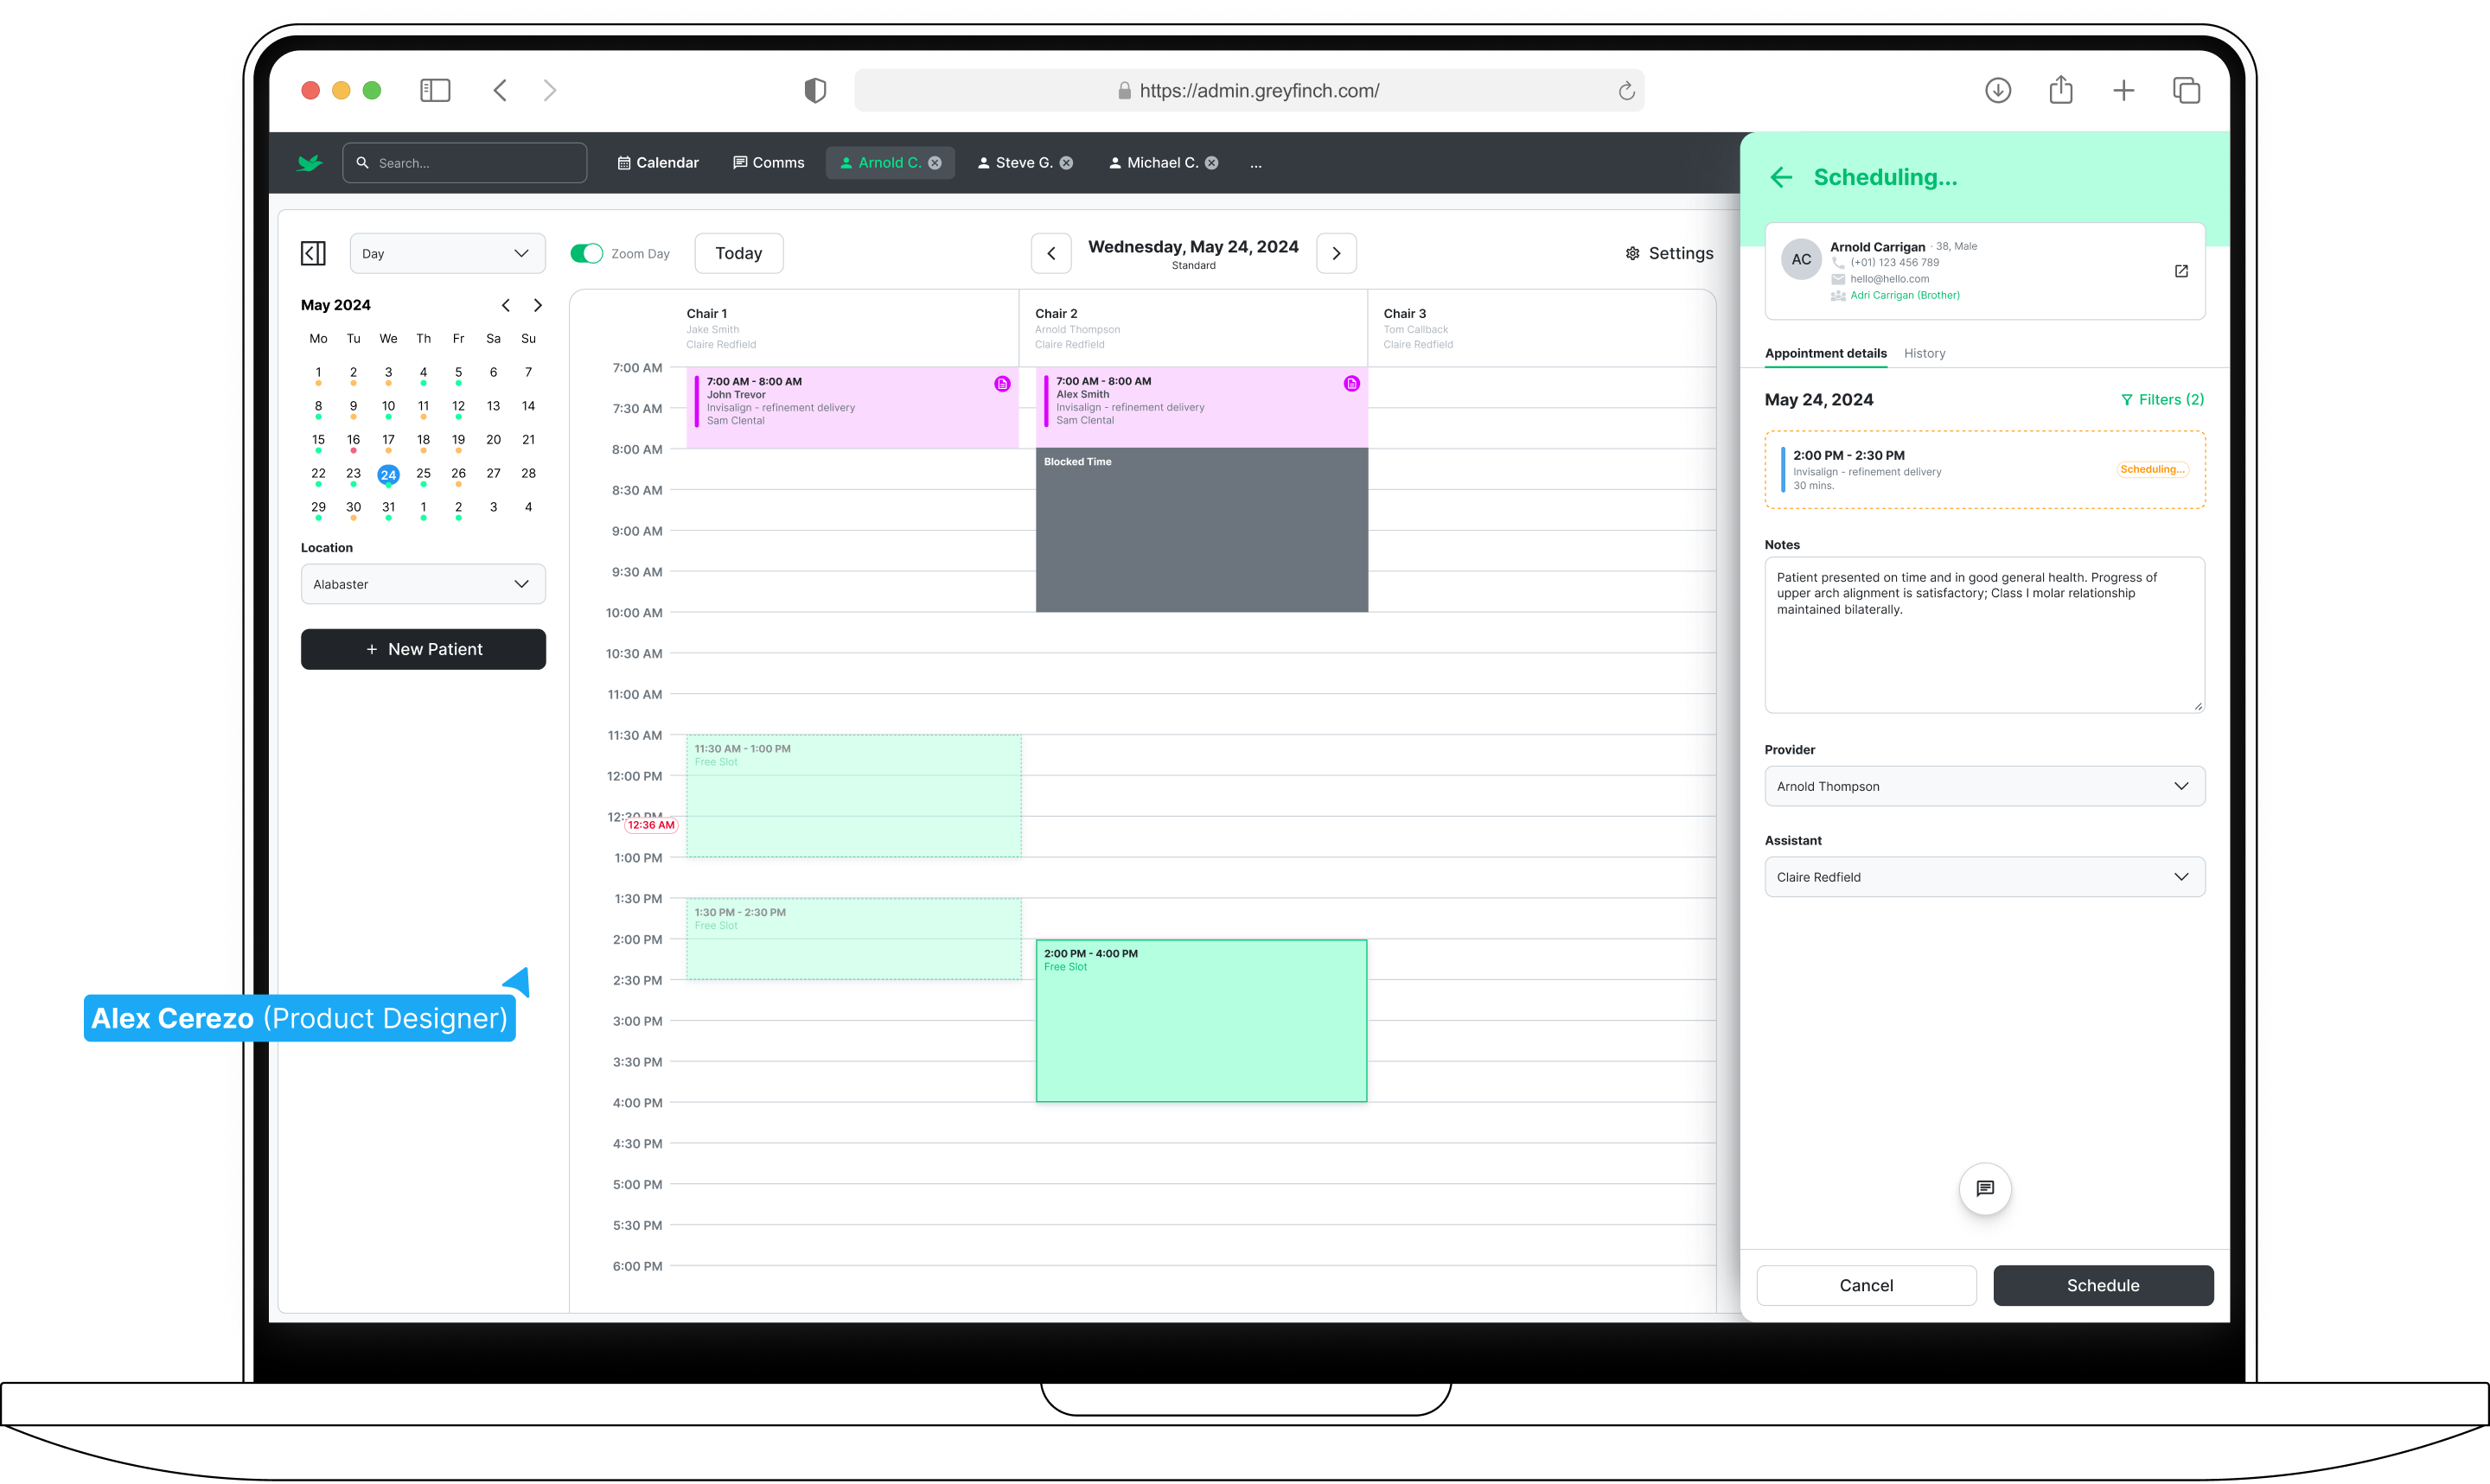 https://admin.greyfinch.com/
Search...
Calendar
Comms
Arnold C.
Steve G.
Michael C.
...
Day
Zoom Day
Today
Wednesday, May 24, 2024
Standard
Settings
May 2024
Mo Tu We Th Fr Sa Su
1 2 3 4 5 6 7
8 9 10 11 12 13 14
15 16 17 18 19 20 21
22 23 24 25 26 27 28
29 30 31 1 2 3 4
Location
Alabaster
+ New Patient
Chair 1
Jake Smith
Claire Redfield
Chair 2
Arnold Thompson
Claire Redfield
Chair 3
Tom Callback
Claire Redfield
7:00 AM
7:30 AM
8:00 AM
8:30 AM
9:00 AM
9:30 AM
10:00 AM
10:30 AM
11:00 AM
11:30 AM
12:00 PM
12:30 PM
12:36 AM
1:00 PM
1:30 PM
2:00 PM
2:30 PM
3:00 PM
3:30 PM
4:00 PM
4:30 PM
5:00 PM
5:30 PM
6:00 PM
7:00 AM - 8:00 AM
John Trevor
Invisalign - refinement delivery
Sam Clental
11:30 AM - 1:00 PM
Free Slot
1:30 PM - 2:30 PM
Free Slot
7:00 AM - 8:00 AM
Alex Smith
Invisalign - refinement delivery
Sam Clental
Blocked Time
2:00 PM - 4:00 PM
Free Slot
Scheduling...
AC
Arnold Carrigan · 38, Male
(+01) 123 456 789
hello@hello.com
Adri Carrigan (Brother)
Appointment details
History
May 24, 2024
Filters (2)
2:00 PM - 2:30 PM
Invisalign - refinement delivery
30 mins.
Scheduling...
Notes
Patient presented on time and in good general health. Progress of
upper arch alignment is satisfactory; Class I molar relationship
maintained bilaterally.
Provider
Arnold Thompson
Assistant
Claire Redfield
Cancel
Schedule
Alex Cerezo (Product Designer)